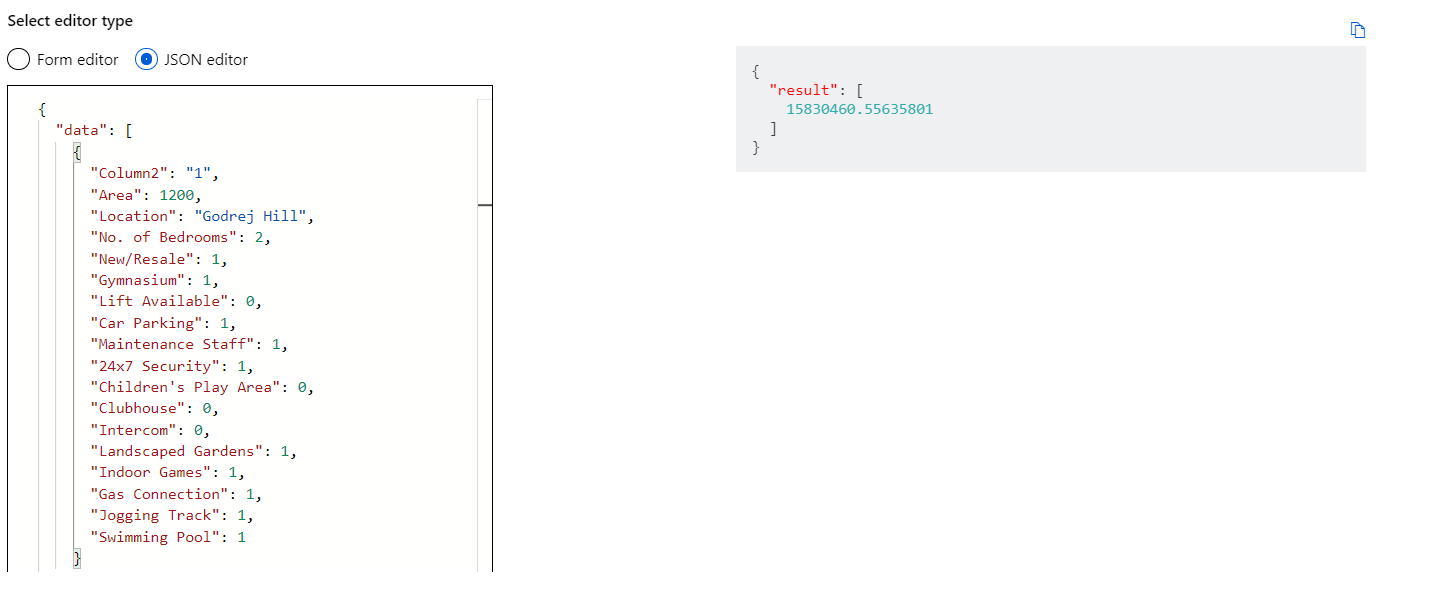 Select editor type
Form editor
JSON editor
{
"data": [
{
"Column2": "1",
"Area": 1200,
"Location": "Godrej Hill",
"No. of Bedrooms": 2,
"New/Resale": 1,
"Gymnasium": 1,
"Lift Available": 0,
"Car Parking": 1,
"Maintenance Staff": 1,
"24x7 Security": 1,
"Children's Play Area": 0,
"Clubhouse": 0,
"Intercom": 0,
"Landscaped Gardens": 1,
"Indoor Games": 1,
"Gas Connection": 1,
"Jogging Track": 1,
"Swimming Pool": 1
}
{
"result": [
15830460.55635801
]
}